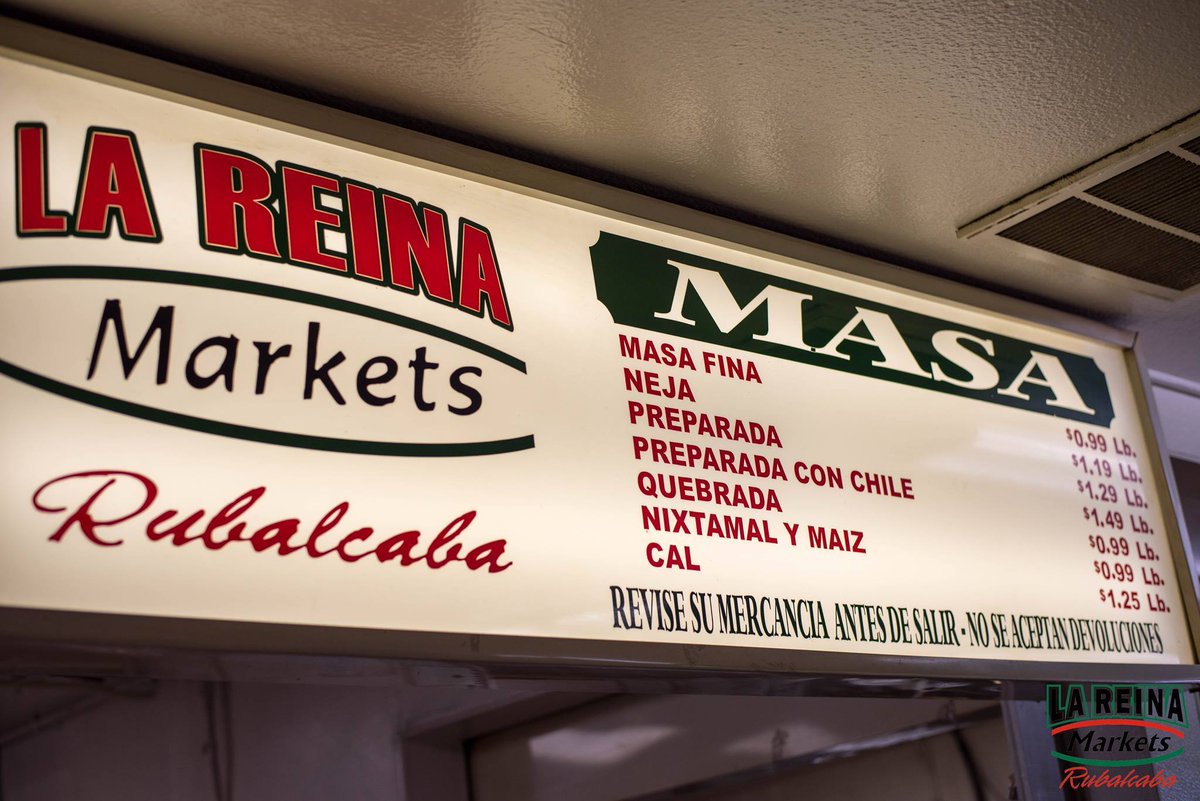 LA REINA
Markets
Rubalcaba
MASA
MASA FINA $0.99 Lb.
NEJA $1.19 Lb.
PREPARADA $1.29 Lb.
PREPARADA CON CHILE $1.49 Lb.
QUEBRADA $0.99 Lb.
NIXTAMAL Y MAIZ $0.99 Lb.
CAL $1.25 Lb.
REVISE SU MERCANCIA ANTES DE SALIR - NO SE ACEPTAN DEVOLUCIONES
LA REINA
Markets
Rubalcaba